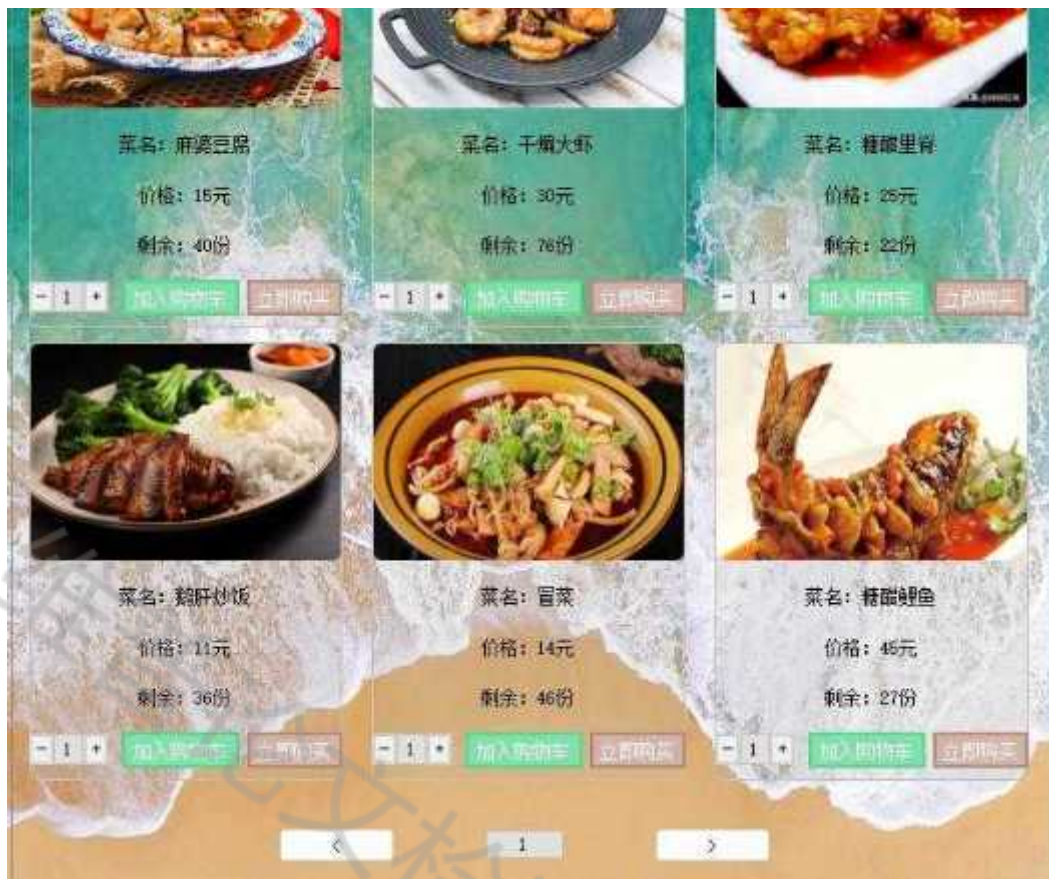 菜名：麻婆豆腐
菜名：干煸大虾
菜名：糖醋里脊
价格：15元
价格：30元
价格：25元
剩余：40份
剩余：76份
剩余：22份
- 1 + 加入购物车 立即购买
- 1 + 加入购物车 立即购买
- 1 + 加入购物车 立即购买
菜名：鹅肝炒饭
菜名：冒菜
菜名：糖醋鲤鱼
价格：11元
价格：14元
价格：45元
剩余：36份
剩余：46份
剩余：27份
- 1 + 加入购物车 立即购买
- 1 + 加入购物车 立即购买
- 1 + 加入购物车 立即购买
< 1 >